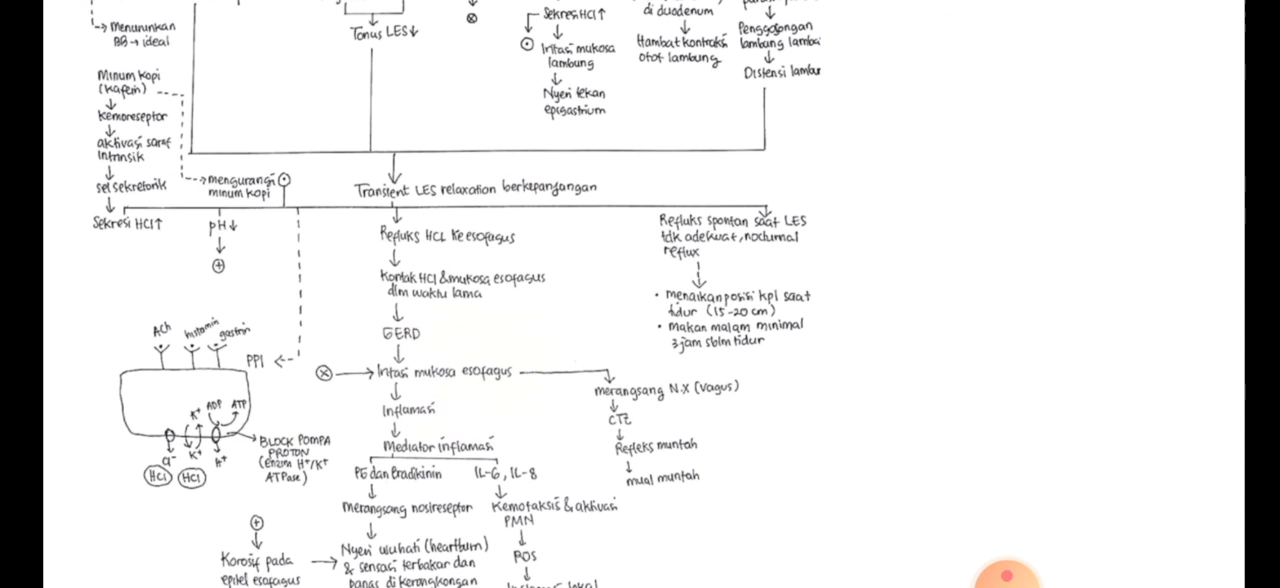 Menurunkan
BB → ideal
Tonus LES↓
⊗
Sekresi HCl↑
⊙
Iritasi mukosa
lambung
Nyeri tekan
epigastrium
di duodenum
Hambat kontraksi
otot lambung
Pengosongan
lambung
Distensi
Minum kopi
(kafein)
kemoreseptor
aktivasi saraf
intrinsik
sel sekretorik
Sekresi HCl↑
mengurangi ⊙
minum kopi
Transient LES relaxation berkepanjangan
pH↓
⊕
Refluks HCL ke esofagus
Kontak HCl & mukosa esofagus
dlm waktu lama
GERD
⊗ → Iritasi mukosa esofagus
Inflamasi
Mediator inflamasi
PG dan Bradikinin
IL-6, IL-8
merangsang nosireseptor
Kemotaksis & aktivasi
PMN
ROS
Nyeri uluhati (heartburn)
& sensasi terbakar dan
panas di kerongkongan
Refluks spontan saat LES
tdk adekuat, nocturnal
reflux
• menaikan posisi kpl saat
tidur (15-20 cm)
• makan malam minimal
3 jam sblm tidur
merangsang N.X (vagus)
CTZ
Refleks muntah
mual muntah
Ach
histamin
gastrin
PPI
K+
ADP
ATP
Cl-
K+
H+
HCl
HCl
BLOCK POMPA
PROTON
(enzim H+/K+
ATPase)
⊕
Korosif pada
epitel esofagus